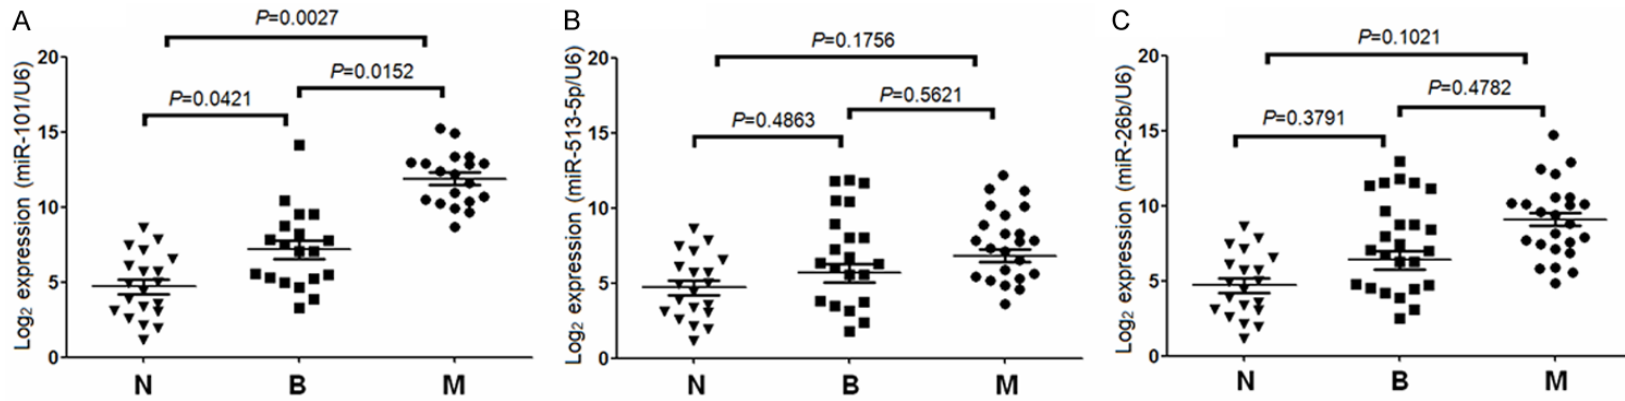 A
P=0.0027
P=0.0152
P=0.0421
Log2 expression (miR-101/U6)
20
15
10
5
0
N B M
B
P=0.1756
P=0.5621
P=0.4863
Log2 expression (miR-513-5p/U6)
20
15
10
5
0
N B M
C
P=0.1021
P=0.4782
P=0.3791
Log2 expression (miR-26b/U6)
20
15
10
5
0
N B M